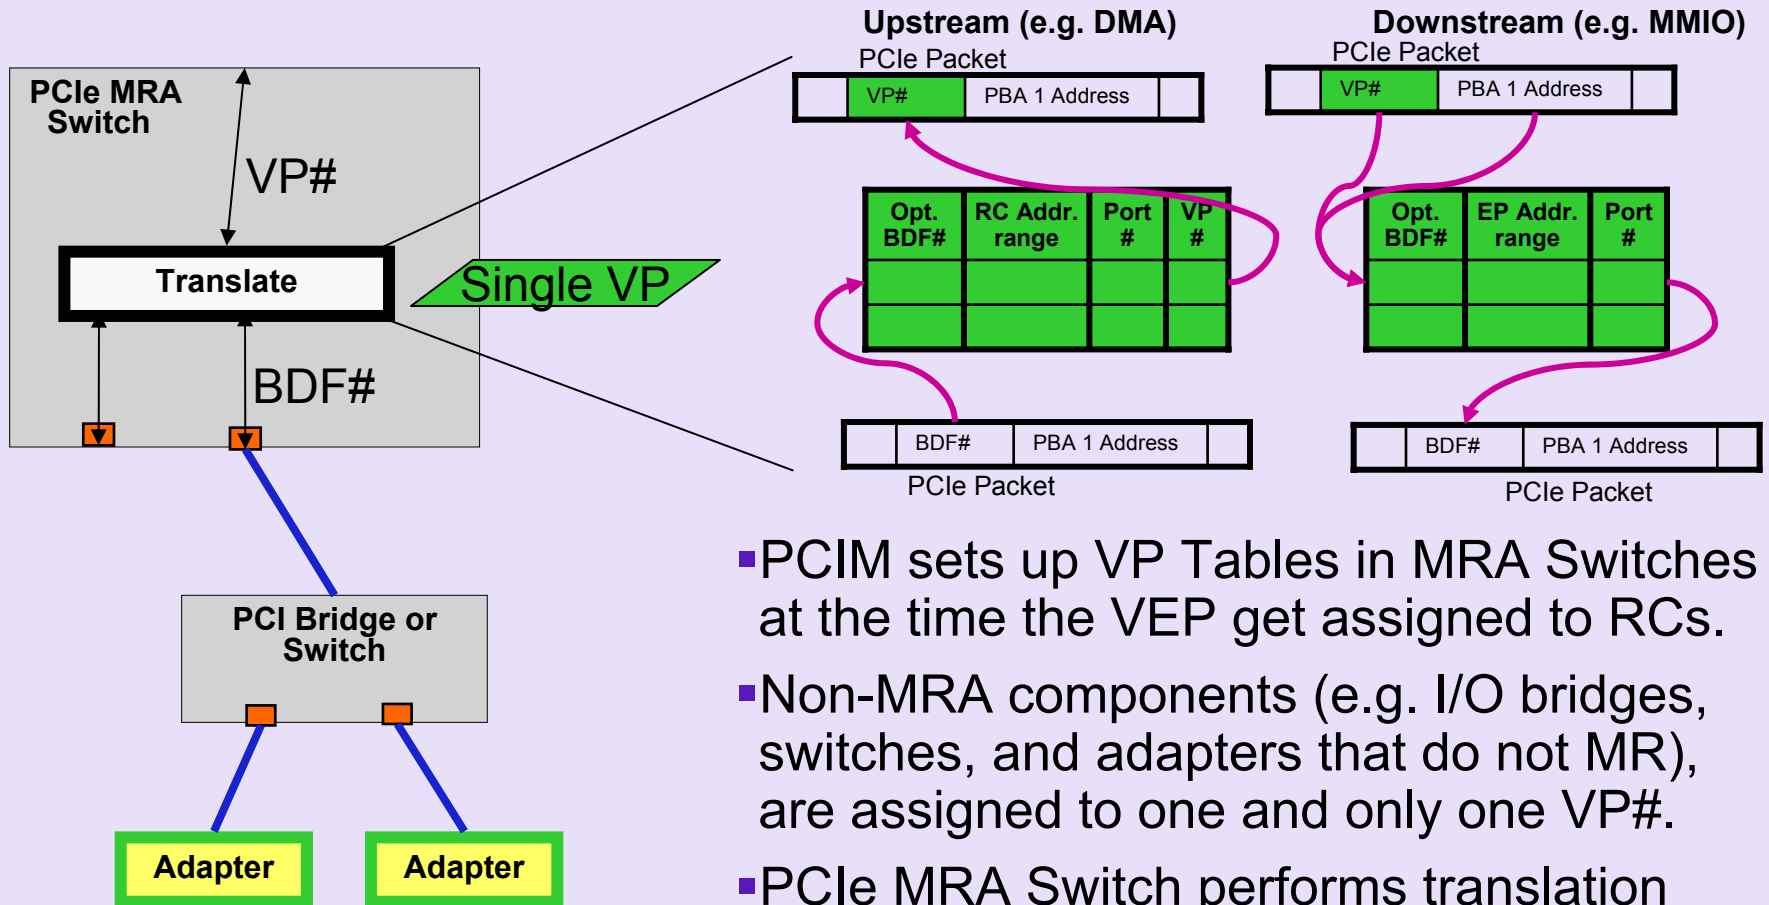 Upstream (e.g. DMA)
PCIe Packet
VP#
PBA 1 Address
Downstream (e.g. MMIO)
PCIe Packet
VP#
PBA 1 Address
PCIe MRA
Switch
VP#
Translate
Single VP
BDF#
Opt.
BDF#
RC Addr.
range
Port
#
VP
#
Opt.
BDF#
EP Addr.
range
Port
#
BDF#
PBA 1 Address
PCIe Packet
BDF#
PBA 1 Address
PCIe Packet
PCI Bridge or
Switch
Adapter
Adapter
▪PCIM sets up VP Tables in MRA Switches
at the time the VEP get assigned to RCs.
▪Non-MRA components (e.g. I/O bridges,
switches, and adapters that do not MR),
are assigned to one and only one VP#.
▪PCIe MRA Switch performs translation